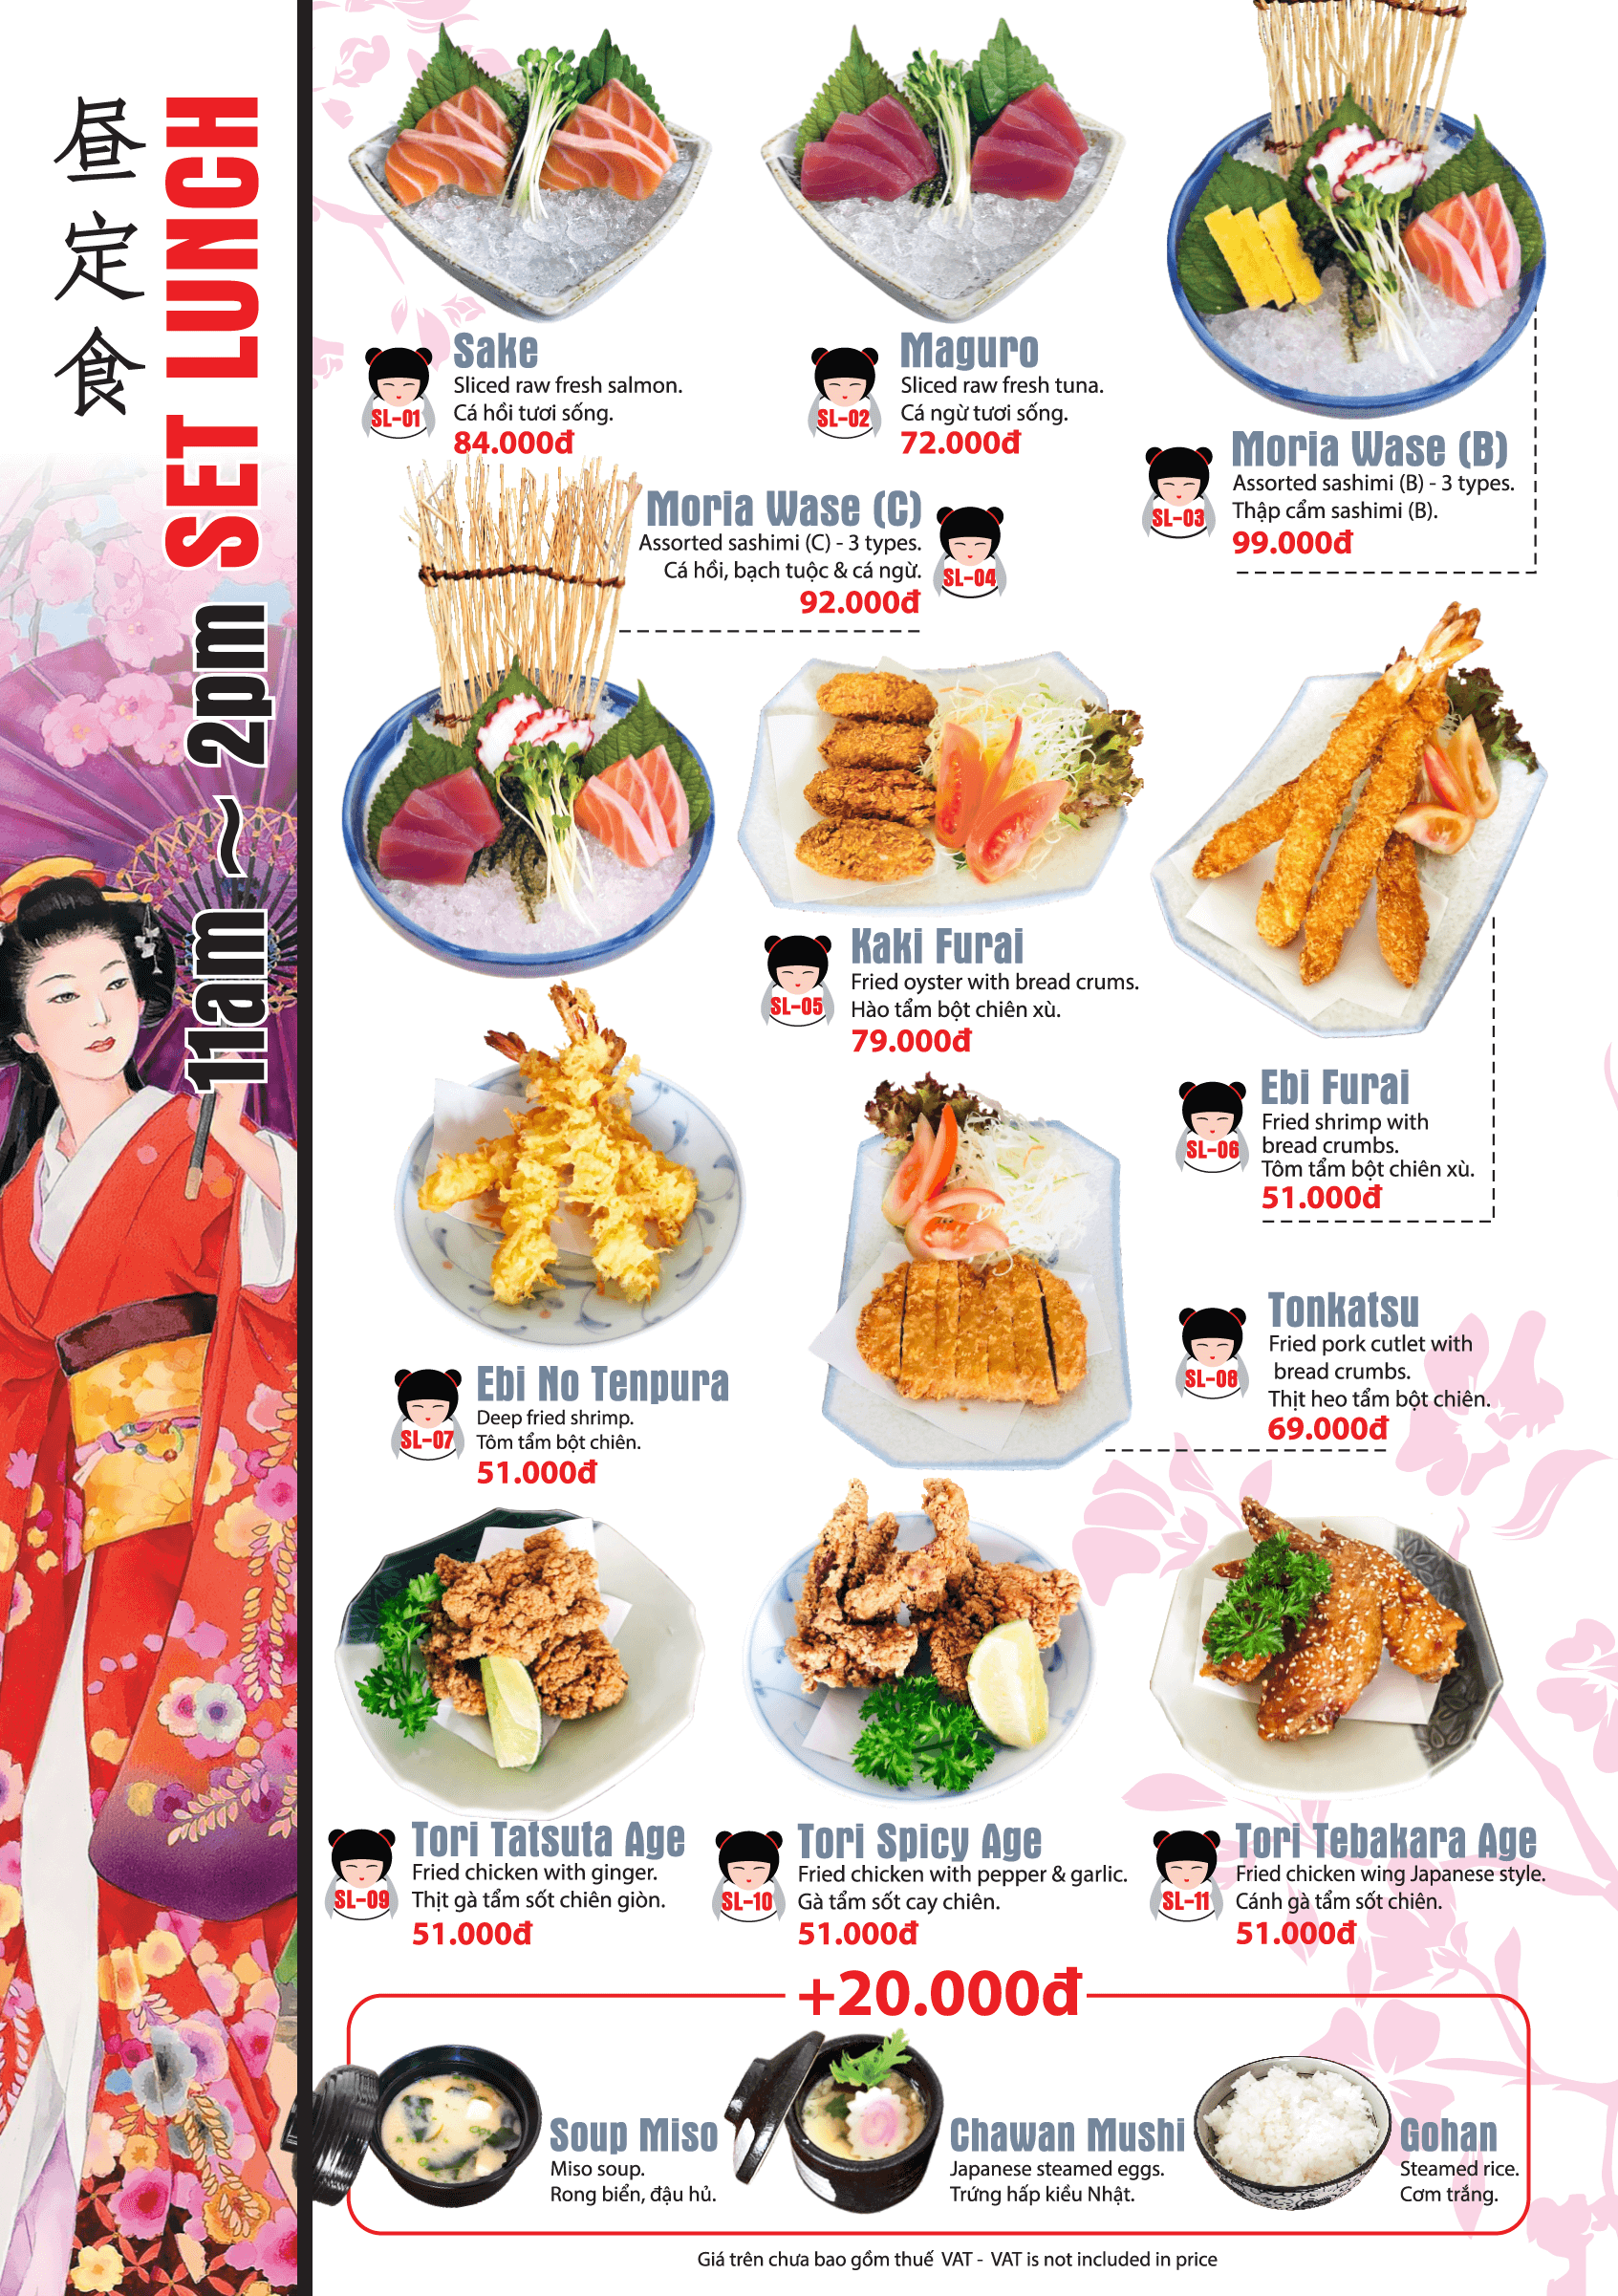 昼定食
SET LUNCH
11am ~ 2pm
Sake
Sliced raw fresh salmon.
Cá hồi tươi sống.
84.000đ
SL-01
Maguro
Sliced raw fresh tuna.
Cá ngừ tươi sống.
72.000đ
SL-02
Moria Wase (B)
Assorted sashimi (B) - 3 types.
Thập cẩm sashimi (B).
99.000đ
SL-03
Moria Wase (C)
Assorted sashimi (C) - 3 types.
Cá hồi, bạch tuộc & cá ngừ.
92.000đ
SL-04
Kaki Furai
Fried oyster with bread crums.
Hào tẩm bột chiên xù.
79.000đ
SL-05
Ebi Furai
Fried shrimp with
bread crumbs.
Tôm tẩm bột chiên xù.
51.000đ
SL-06
Ebi No Tenpura
Deep fried shrimp.
Tôm tẩm bột chiên.
51.000đ
SL-07
Tonkatsu
Fried pork cutlet with
bread crumbs.
Thịt heo tẩm bột chiên.
69.000đ
SL-08
Tori Tatsuta Age
Fried chicken with ginger.
Thịt gà tẩm sốt chiên giòn.
51.000đ
SL-09
Tori Spicy Age
Fried chicken with pepper & garlic.
Gà tẩm sốt cay chiên.
51.000đ
SL-10
Tori Tebakara Age
Fried chicken wing Japanese style.
Cánh gà tẩm sốt chiên.
51.000đ
SL-11
+20.000đ
Soup Miso
Miso soup.
Rong biển, đậu hủ.
Chawan Mushi
Japanese steamed eggs.
Trứng hấp kiều Nhật.
Gohan
Steamed rice.
Cơm trắng.
Giá trên chưa bao gồm thuế VAT - VAT is not included in price